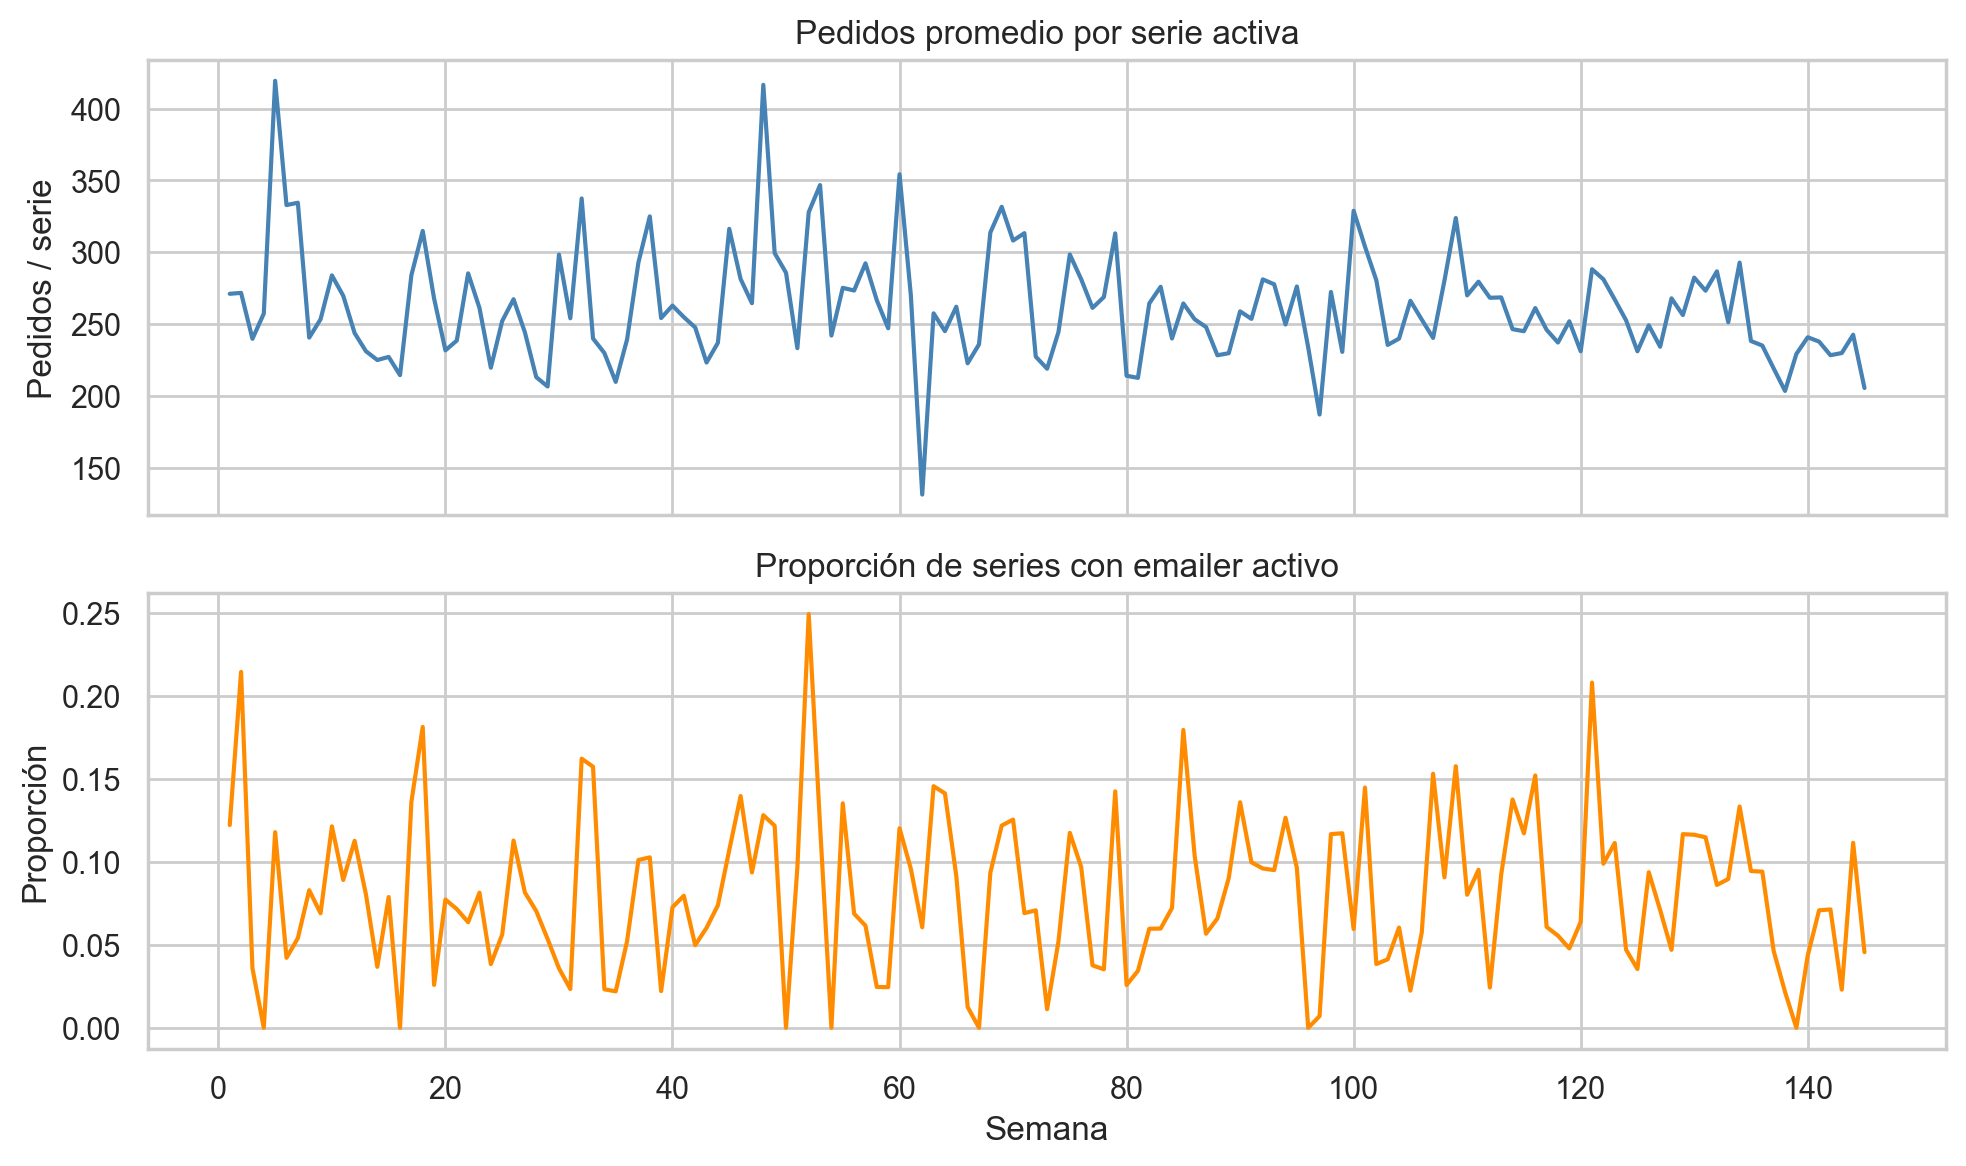 Pedidos promedio por serie activa
Pedidos / serie
400
350
300
250
200
150
Proporción de series con emailer activo
Proporción
0.25
0.20
0.15
0.10
0.05
0.00
0 20 40 60 80 100 120 140
Semana